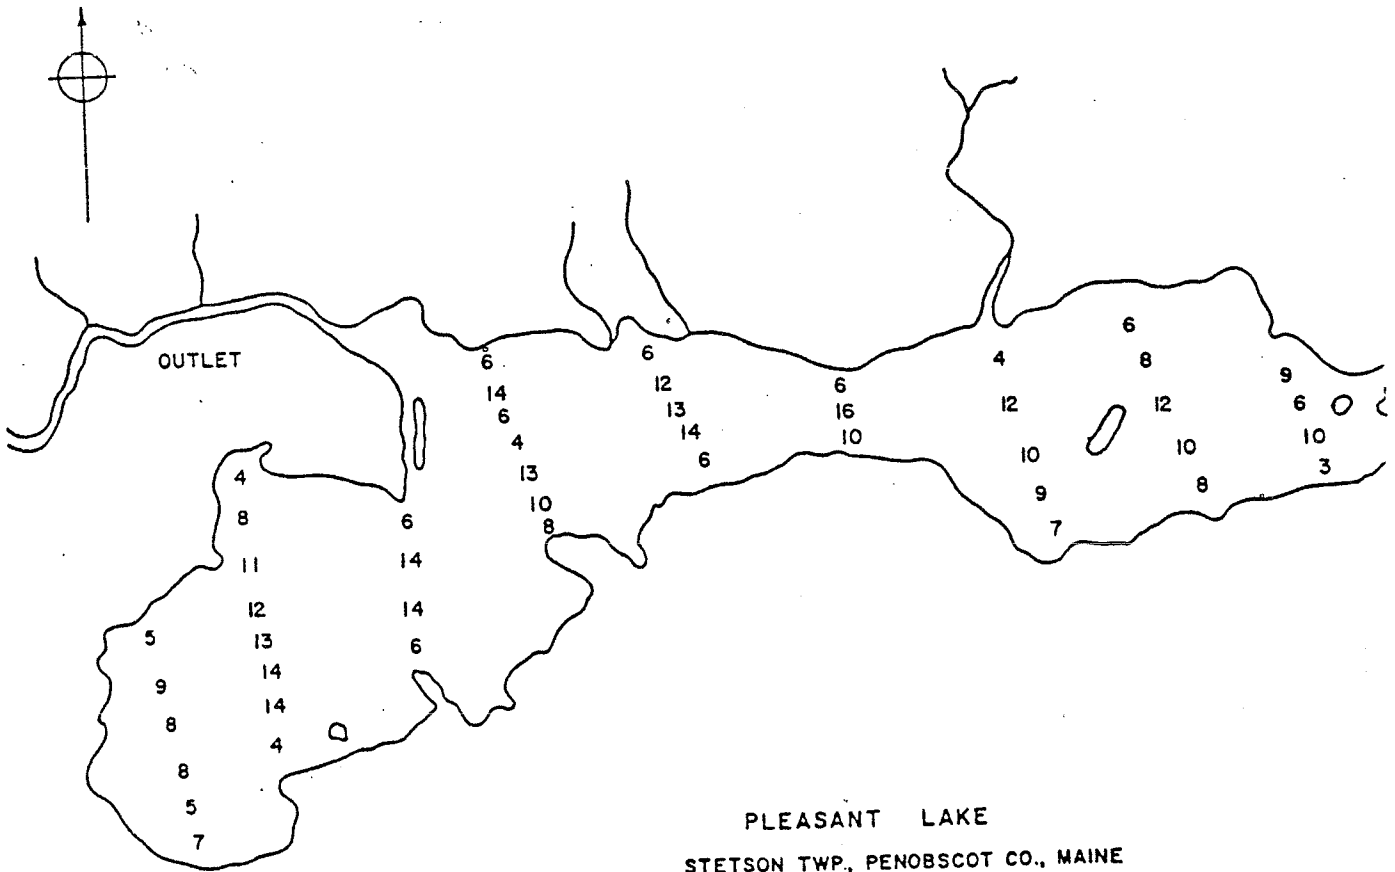 OUTLET
6 14 6 4 13 10 8
6 12 13 14 6
6 16 10
4 12 10 9 7
6 8 12 10 8
9 6 10 3
4 8 11 12 13 14 14 4
6 14 14 6
5 9 8 8 5 7
PLEASANT LAKE
STETSON TWP., PENOBSCOT CO., MAINE